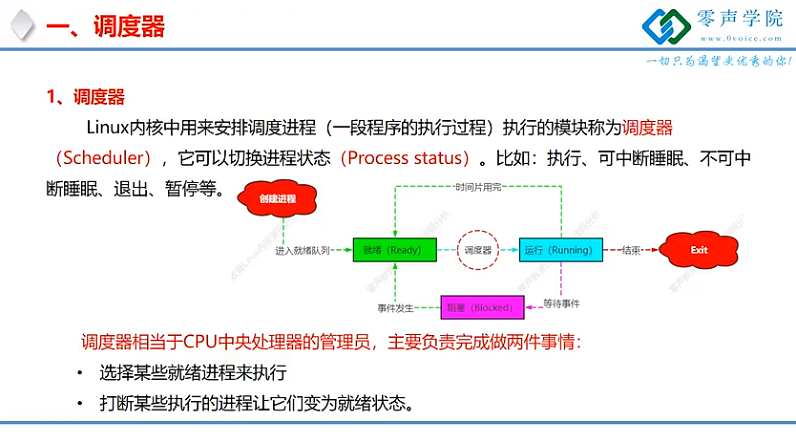 一、调度器
零声学院
www.0voice.com
一切只为渴望更优秀的你!
1、调度器
Linux内核中用来安排调度进程（一段程序的执行过程）执行的模块称为调度器
（Scheduler），它可以切换进程状态（Process status）。比如：执行、可中断睡眠、不可中
断睡眠、退出、暂停等。
创建进程
时间片用完
进入就绪队列
就绪（Ready）
调度器
运行（Running）
结束
Exit
事件发生
阻塞（Blocked）
等待事件
调度器相当于CPU中央处理器的管理员，主要负责完成做两件事情：
• 选择某些就绪进程来执行
• 打断某些执行的进程让它们变为就绪状态。